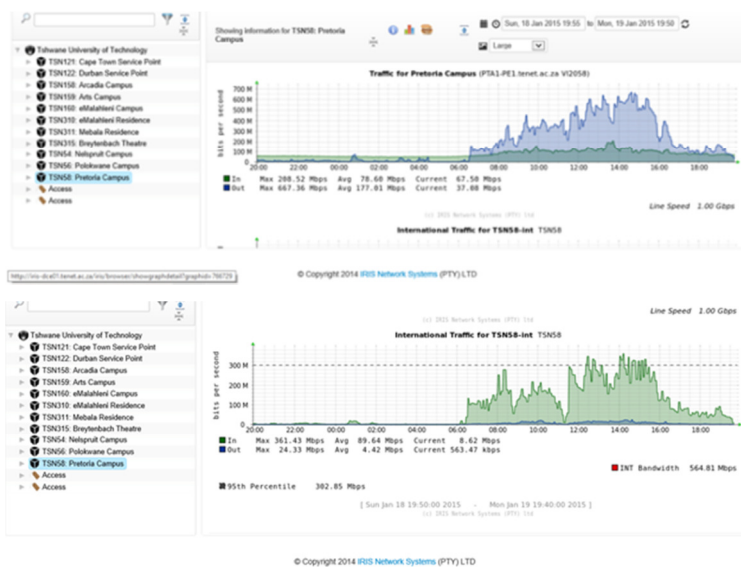 Showing information for TSN58: Pretoria
Campus
Sun, 18 Jan 2015 19:55 to Mon, 19 Jan 2015 19:50
Large
Tshwane University of Technology
TSN121: Cape Town Service Point
TSN122: Durban Service Point
TSN158: Arcadia Campus
TSN159: Arts Campus
TSN160: eMalahleni Campus
TSN310: eMalahleni Residence
TSN311: Mebala Residence
TSN315: Breytenbach Theatre
TSN54: Nelspruit Campus
TSN56: Polokwane Campus
TSN58: Pretoria Campus
Access
Access
Traffic for Pretoria Campus (PTA1-PE1.tenet.ac.za Vl2058)
bits per second
700 M
600 M
500 M
400 M
300 M
200 M
100 M
0
20:00 22:00 00:00 02:00 04:00 06:00 08:00 10:00 12:00 14:00 16:00 18:00
In Max 208.52 Mbps Avg 78.60 Mbps Current 67.50 Mbps
Out Max 667.36 Mbps Avg 177.01 Mbps Current 37.08 Mbps
Line Speed 1.00 Gbps
(c) IRIS Network Systems (PTY) ltd
International Traffic for TSN58-int TSN58
© Copyright 2014 IRIS Network Systems (PTY) LTD
Line Speed 1.00 Gbps
(c) IRIS Network Systems (PTY) ltd
Tshwane University of Technology
TSN121: Cape Town Service Point
TSN122: Durban Service Point
TSN158: Arcadia Campus
TSN159: Arts Campus
TSN160: eMalahleni Campus
TSN310: eMalahleni Residence
TSN311: Mebala Residence
TSN315: Breytenbach Theatre
TSN54: Nelspruit Campus
TSN56: Polokwane Campus
TSN58: Pretoria Campus
Access
Access
International Traffic for TSN58-int TSN58
bits per second
300 M
200 M
100 M
0
20:00 22:00 00:00 02:00 04:00 06:00 08:00 10:00 12:00 14:00 16:00 18:00
In Max 361.43 Mbps Avg 89.64 Mbps Current 8.62 Mbps
Out Max 24.33 Mbps Avg 4.42 Mbps Current 563.47 kbps
INT Bandwidth 564.81 Mbps
95th Percentile 302.85 Mbps
[ Sun Jan 18 19:50:00 2015 - Mon Jan 19 19:40:00 2015 ]
(c) IRIS Network Systems (PTY) ltd
© Copyright 2014 IRIS Network Systems (PTY) LTD